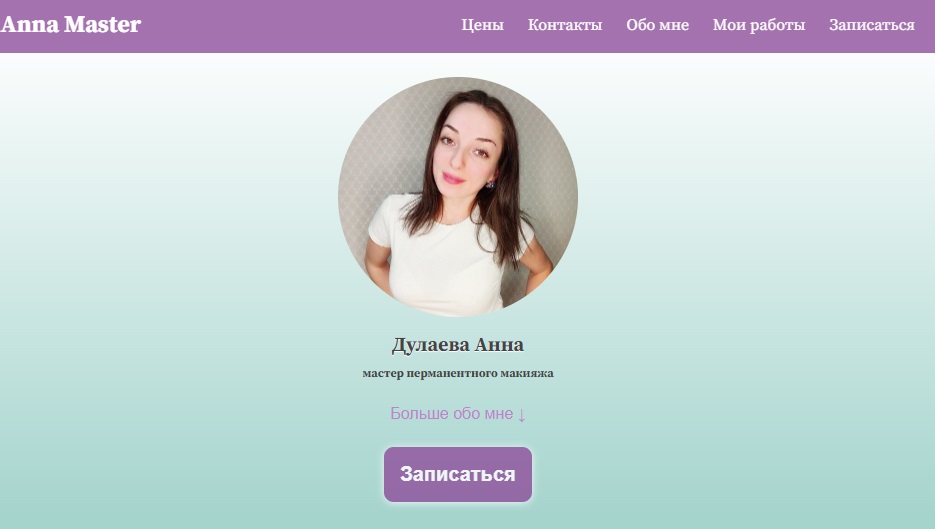 Anna Master
Цены Контакты Обо мне Мои работы Записаться
Дулаева Анна
мастер перманентного макияжа
Больше обо мне ↓
Записаться